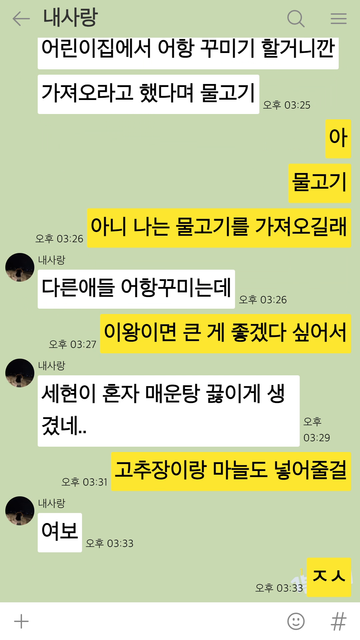 내사랑
어린이집에서 어항 꾸미기 할거니깐
가져오라고 했다며 물고기
오후 03:25
아
물고기
아니 나는 물고기를 가져오길래
오후 03:26
내사랑
다른애들 어항꾸미는데
오후 03:26
이왕이면 큰 게 좋겠다 싶어서
오후 03:27
내사랑
세현이 혼자 매운탕 끓이게 생
겼네..
오후
03:29
고추장이랑 마늘도 넣어줄걸
오후 03:31
내사랑
여보
오후 03:33
ㅈㅅ
오후 03:33